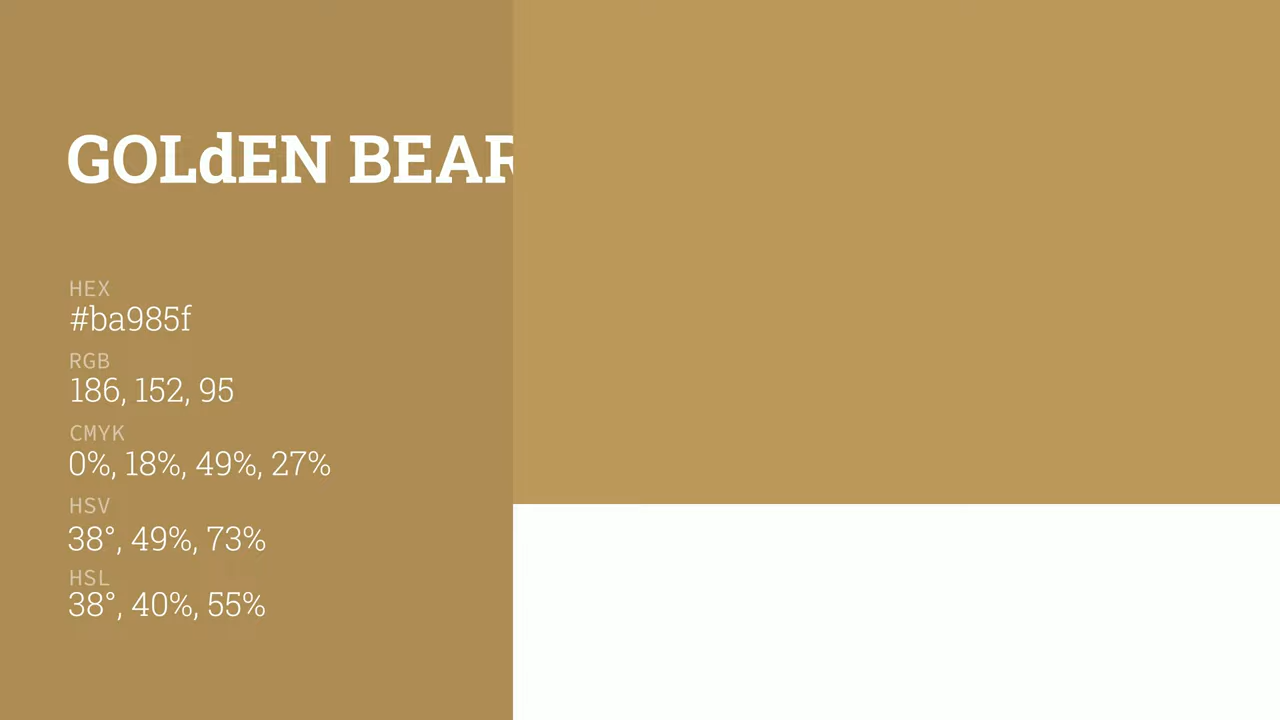 GOLdEN BEAR
HEX
#ba985f
RGB
186, 152, 95
CMYK
0%, 18%, 49%, 27%
HSV
38°, 49%, 73%
HSL
38°, 40%, 55%